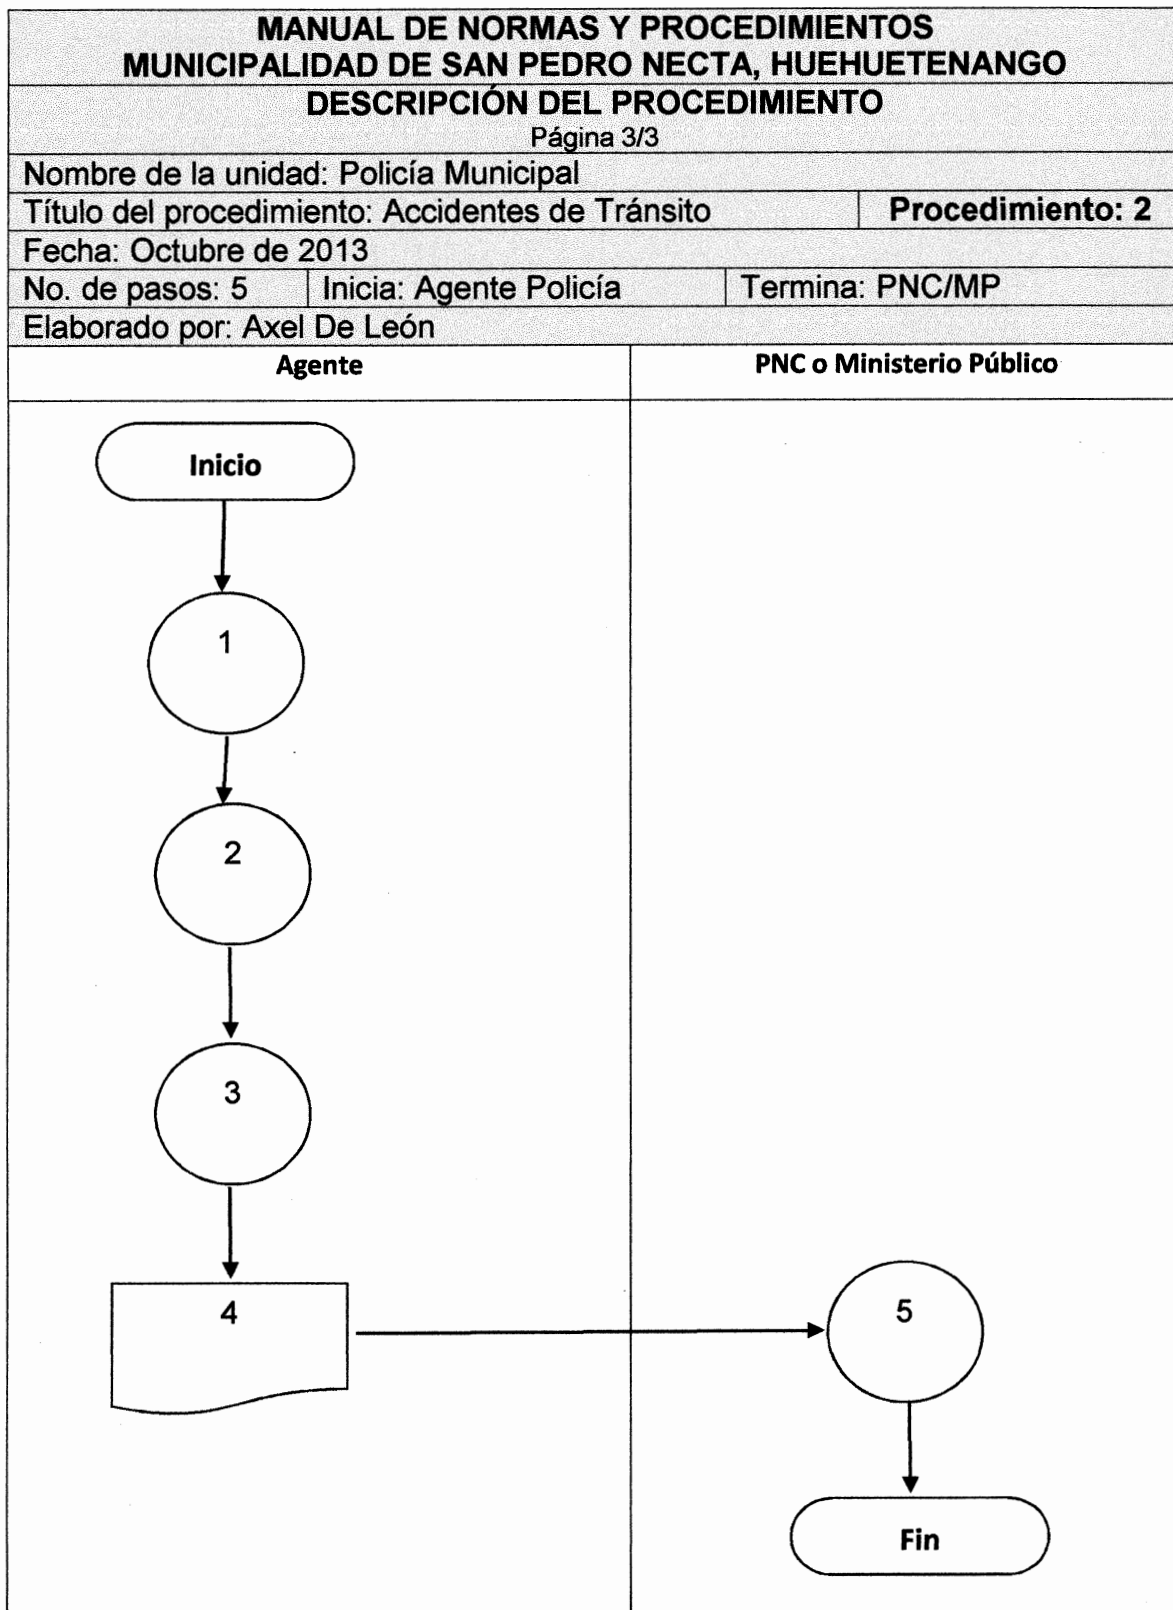 MANUAL DE NORMAS Y PROCEDIMIENTOS
MUNICIPALIDAD DE SAN PEDRO NECTA, HUEHUETENANGO
DESCRIPCIÓN DEL PROCEDIMIENTO
Página 3/3
Nombre de la unidad: Policía Municipal
Título del procedimiento: Accidentes de Tránsito Procedimiento: 2
Fecha: Octubre de 2013
No. de pasos: 5 Inicia: Agente Policía Termina: PNC/MP
Elaborado por: Axel De León
Agente PNC o Ministerio Público
Inicio
1
2
3
4 5
Fin